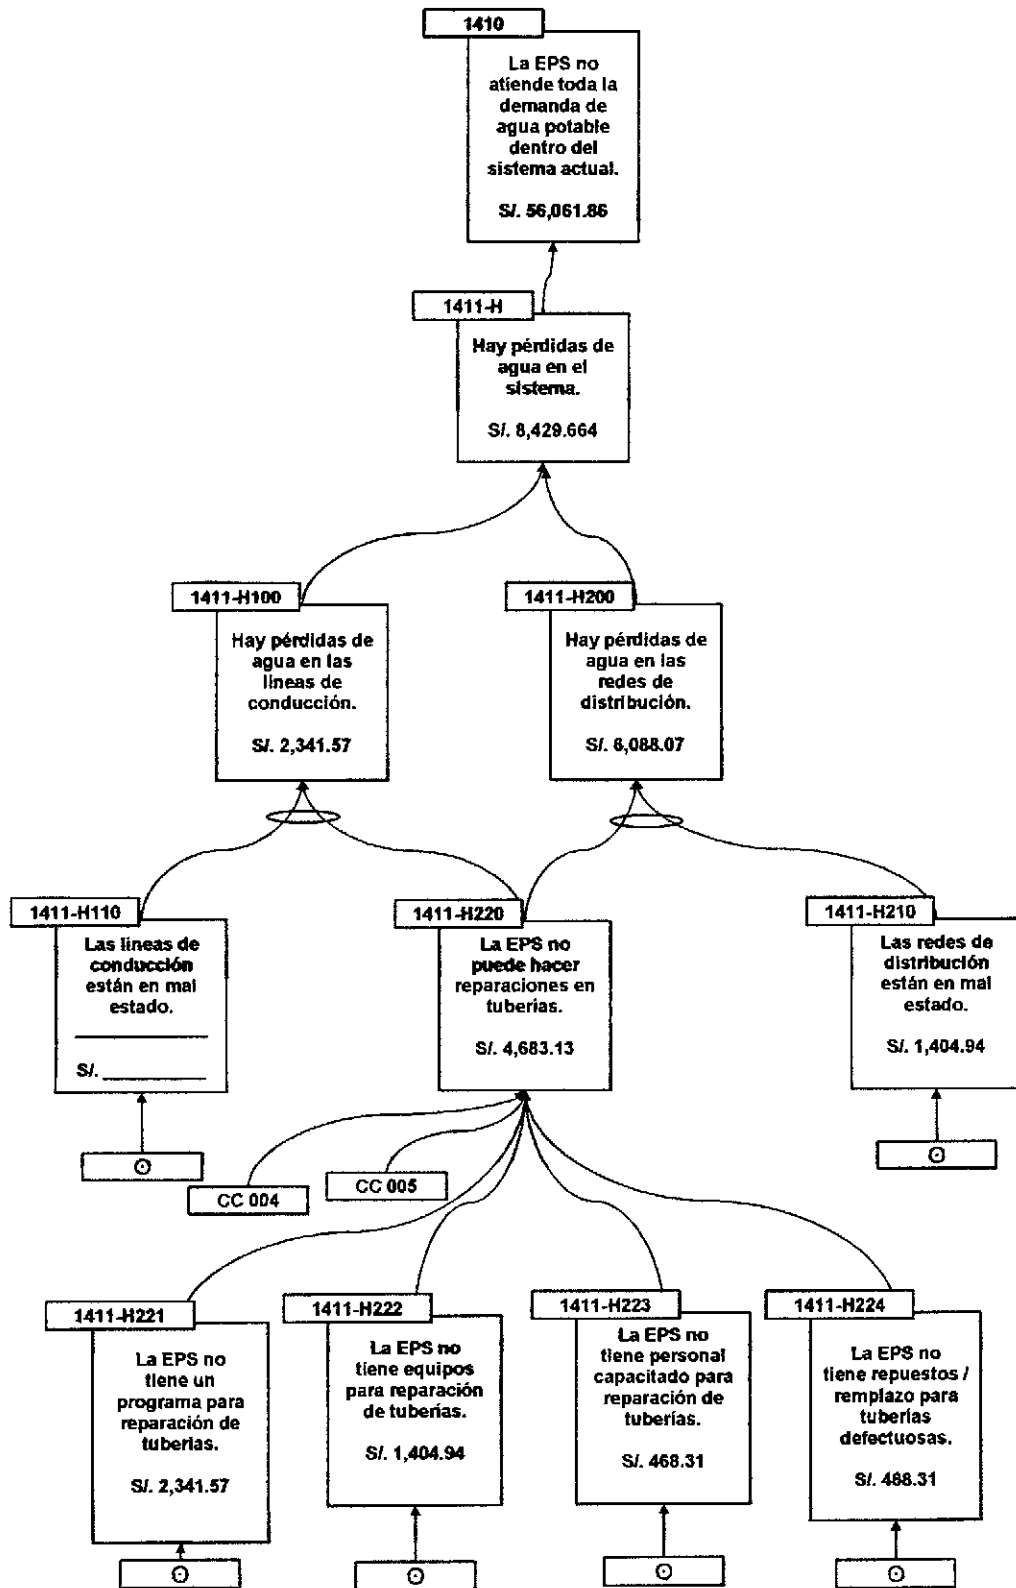 1410
La EPS no
atiende toda la
demanda de
agua potable
dentro del
sistema actual.
S/. 56,061.86
1411-H
Hay pérdidas de
agua en el
sistema.
S/. 8,429.664
1411-H100
Hay pérdidas de
agua en las
líneas de
conducción.
S/. 2,341.57
1411-H200
Hay pérdidas de
agua en las
redes de
distribución.
S/. 6,088.07
1411-H110
Las líneas de
conducción
están en mal
estado.
S/. ____________
1411-H220
La EPS no
puede hacer
reparaciones en
tuberías.
S/. 4,683.13
1411-H210
Las redes de
distribución
están en mal
estado.
S/. 1,404.94
CC 004
CC 005
1411-H221
La EPS no
tiene un
programa para
reparación de
tuberías.
S/. 2,341.57
1411-H222
La EPS no
tiene equipos
para reparación
de tuberías.
S/. 1,404.94
1411-H223
La EPS no
tiene personal
capacitado para
reparación de
tuberías.
S/. 468.31
1411-H224
La EPS no
tiene repuestos /
remplazo para
tuberías
defectuosas.
S/. 468.31